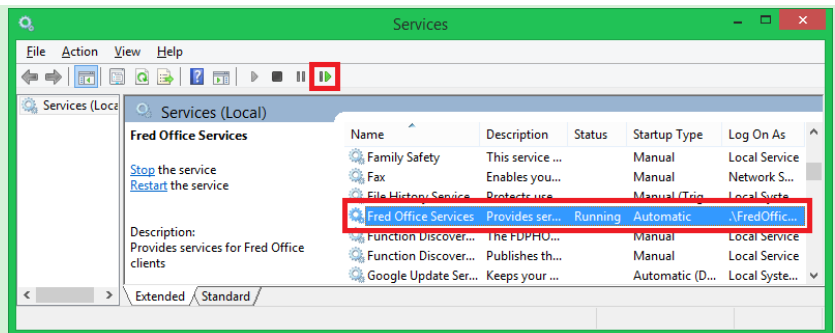 Services
File Action View Help
Services (Loca
Services (Local)
Fred Office Services
Stop the service
Restart the service
Description:
Provides services for Fred Office
clients
Name Description Status Startup Type Log On As
Family Safety This service ... Manual Local Service
Fax Enables you... Manual Network S...
File History Service Protects use... Manual (Trig... Local Syste...
Fred Office Services Provides ser... Running Automatic .\FredOffic...
Function Discover... The FDPHO... Manual Local Service
Function Discover... Publishes th... Manual Local Service
Google Update Ser... Keeps your ... Automatic (D... Local Syste...
Extended Standard